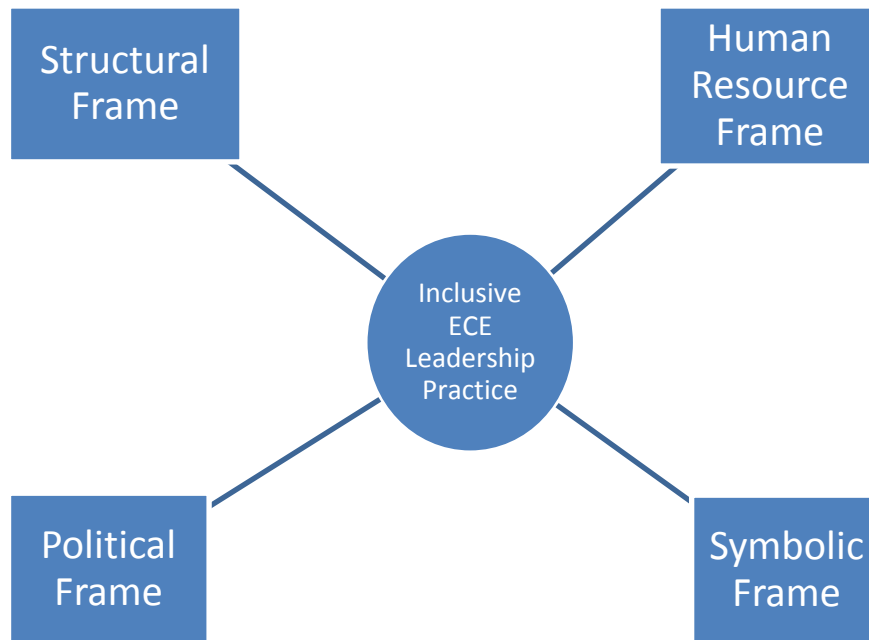 Structural
Frame
Human
Resource
Frame
Inclusive
ECE
Leadership
Practice
Political
Frame
Symbolic
Frame